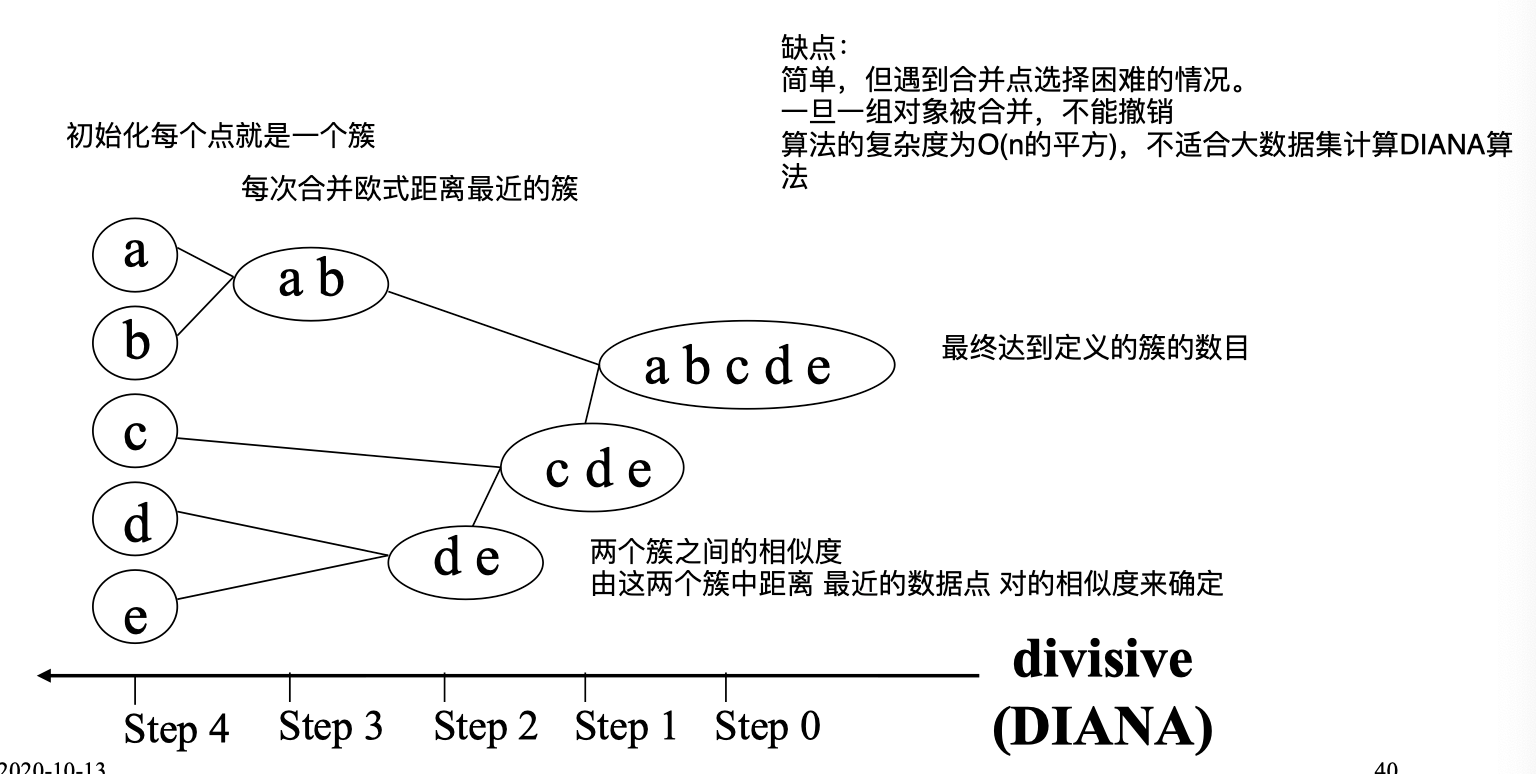 缺点：
简单，但遇到合并点选择困难的情况。
一旦一组对象被合并，不能撤销
算法的复杂度为O(n的平方)，不适合大数据集计算DIANA算
法
初始化每个点就是一个簇
每次合并欧式距离最近的簇
a
a b
b
a b c d e
最终达到定义的簇的数目
c
c d e
d
d e
两个簇之间的相似度
由这两个簇中距离 最近的数据点 对的相似度来确定
e
divisive
(DIANA)
Step 4
Step 3
Step 2
Step 1
Step 0
2020-10-13
40